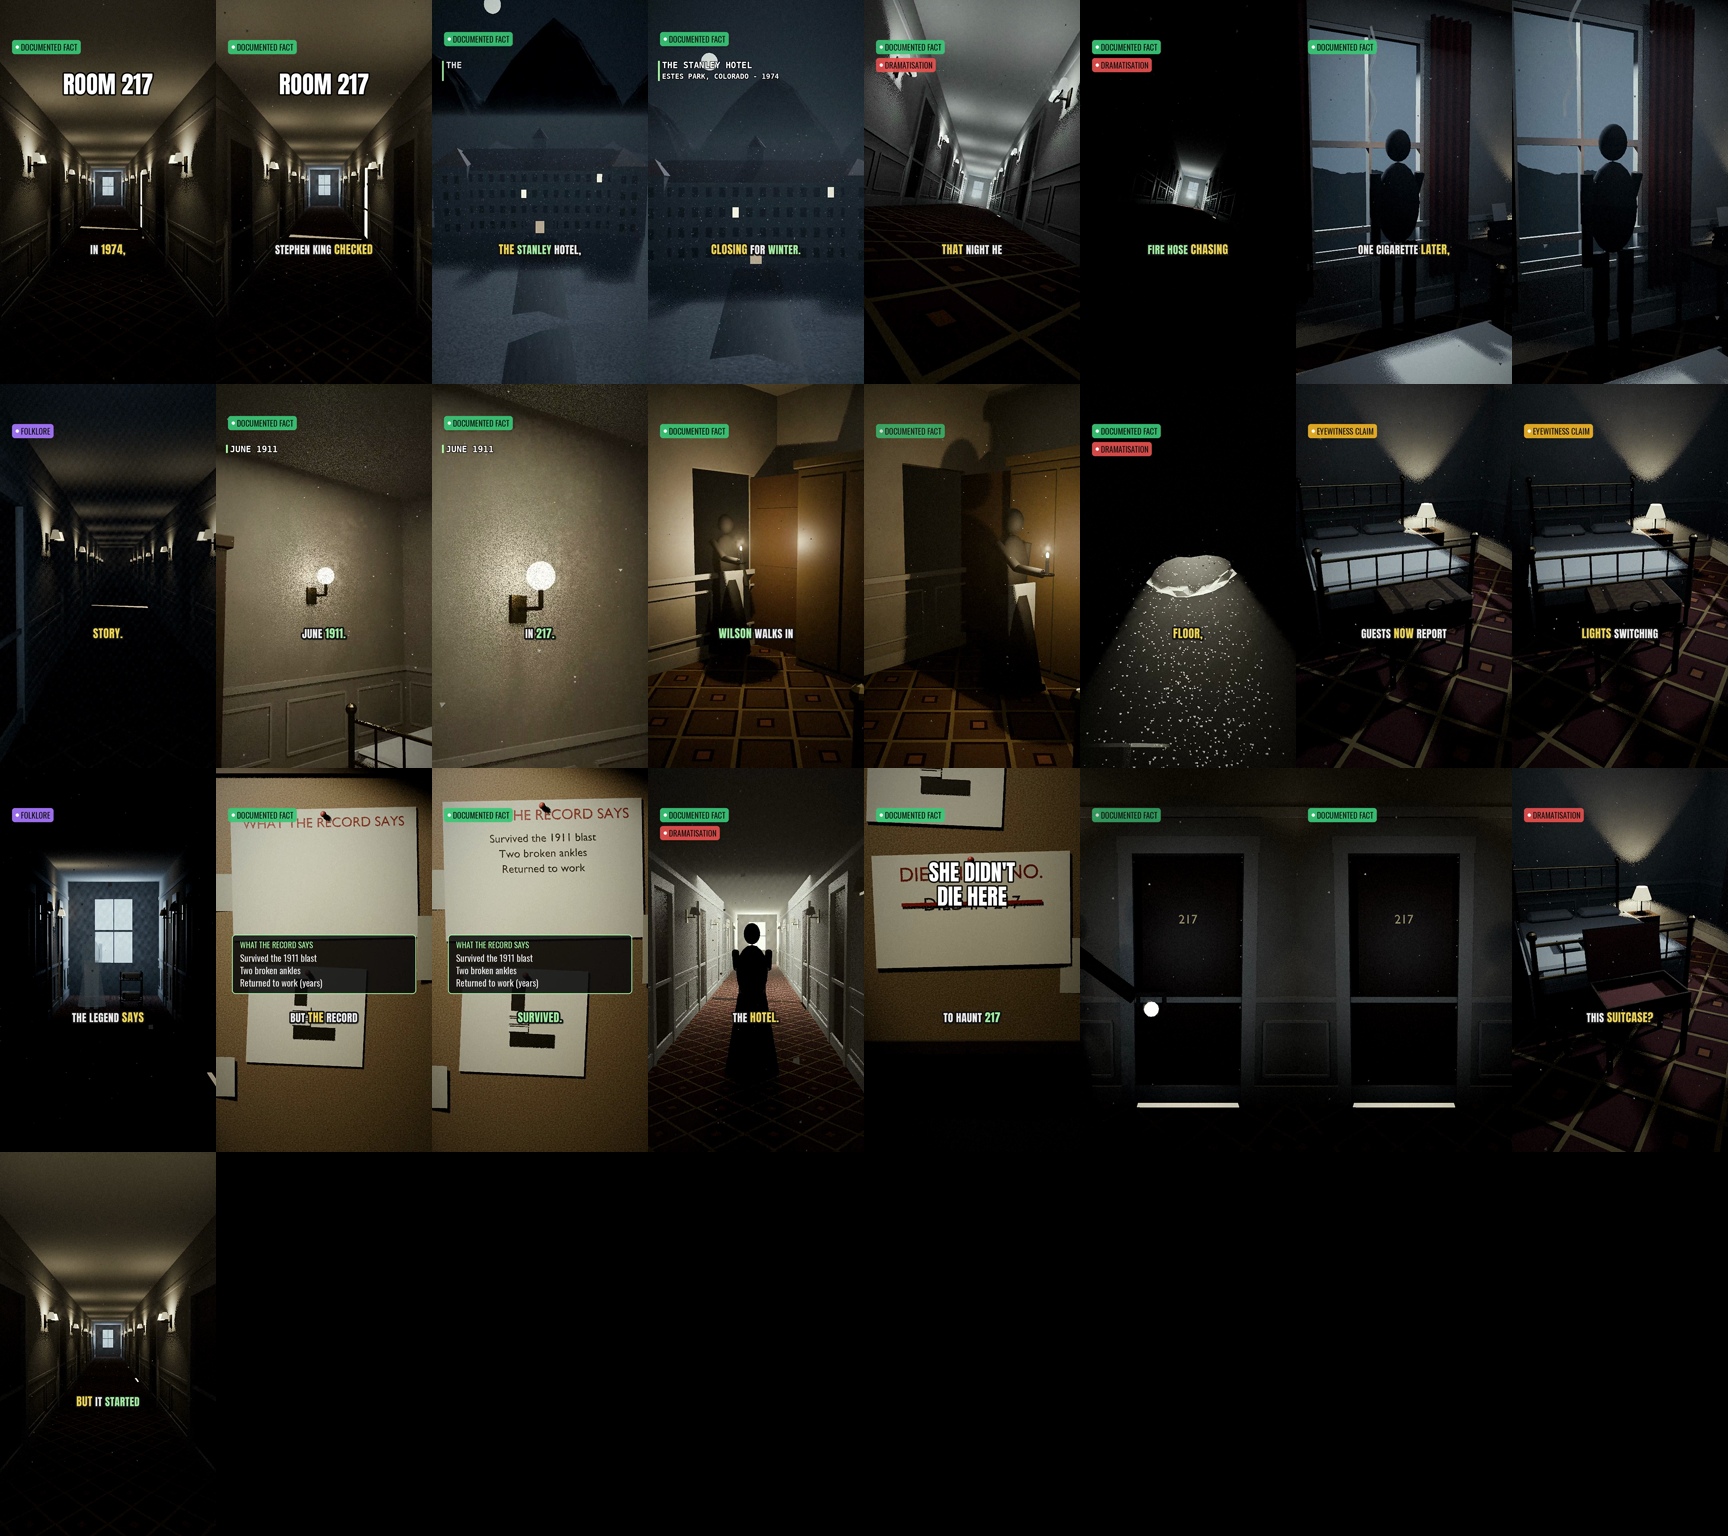 DOCUMENTED FACT
ROOM 217
IN 1974,
DOCUMENTED FACT
ROOM 217
STEPHEN KING CHECKED
DOCUMENTED FACT
THE
THE STANLEY HOTEL,
DOCUMENTED FACT
THE STANLEY HOTEL
ESTES PARK, COLORADO - 1974
CLOSING FOR WINTER.
DOCUMENTED FACT
DRAMATISATION
THAT NIGHT HE
DOCUMENTED FACT
DRAMATISATION
FIRE HOSE CHASING
DOCUMENTED FACT
ONE CIGARETTE LATER,
FOLKLORE
STORY.
DOCUMENTED FACT
JUNE 1911
JUNE 1911.
DOCUMENTED FACT
JUNE 1911
IN 217.
DOCUMENTED FACT
WILSON WALKS IN
DOCUMENTED FACT
DOCUMENTED FACT
DRAMATISATION
FLOOR,
EYEWITNESS CLAIM
GUESTS NOW REPORT
EYEWITNESS CLAIM
LIGHTS SWITCHING
FOLKLORE
THE LEGEND SAYS
DOCUMENTED FACT
WHAT THE RECORD SAYS
WHAT THE RECORD SAYS
Survived the 1911 blast
Two broken ankles
Returned to work (years)
BUT THE RECORD
DOCUMENTED FACT
HE RECORD SAYS
Survived the 1911 blast
Two broken ankles
Returned to work
WHAT THE RECORD SAYS
Survived the 1911 blast
Two broken ankles
Returned to work (years)
SURVIVED.
DOCUMENTED FACT
DRAMATISATION
THE HOTEL.
DOCUMENTED FACT
SHE DIDN'T
DIE HERE
NO.
TO HAUNT 217
DOCUMENTED FACT
217
DOCUMENTED FACT
217
DRAMATISATION
THIS SUITCASE?
BUT IT STARTED